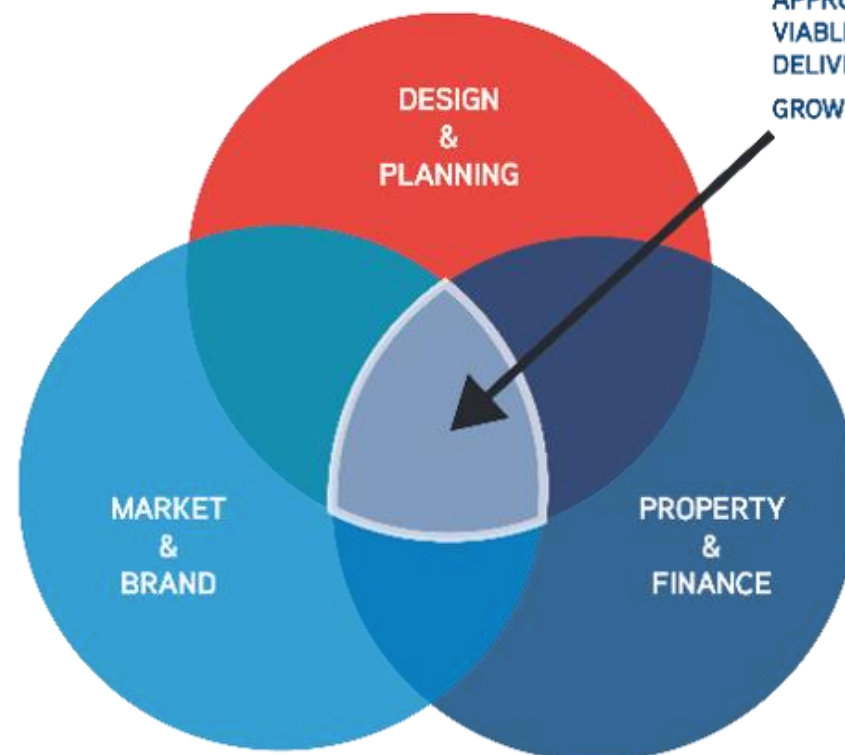 DESIGN
&
PLANNING
MARKET
&
BRAND
PROPERTY
&
FINANCE